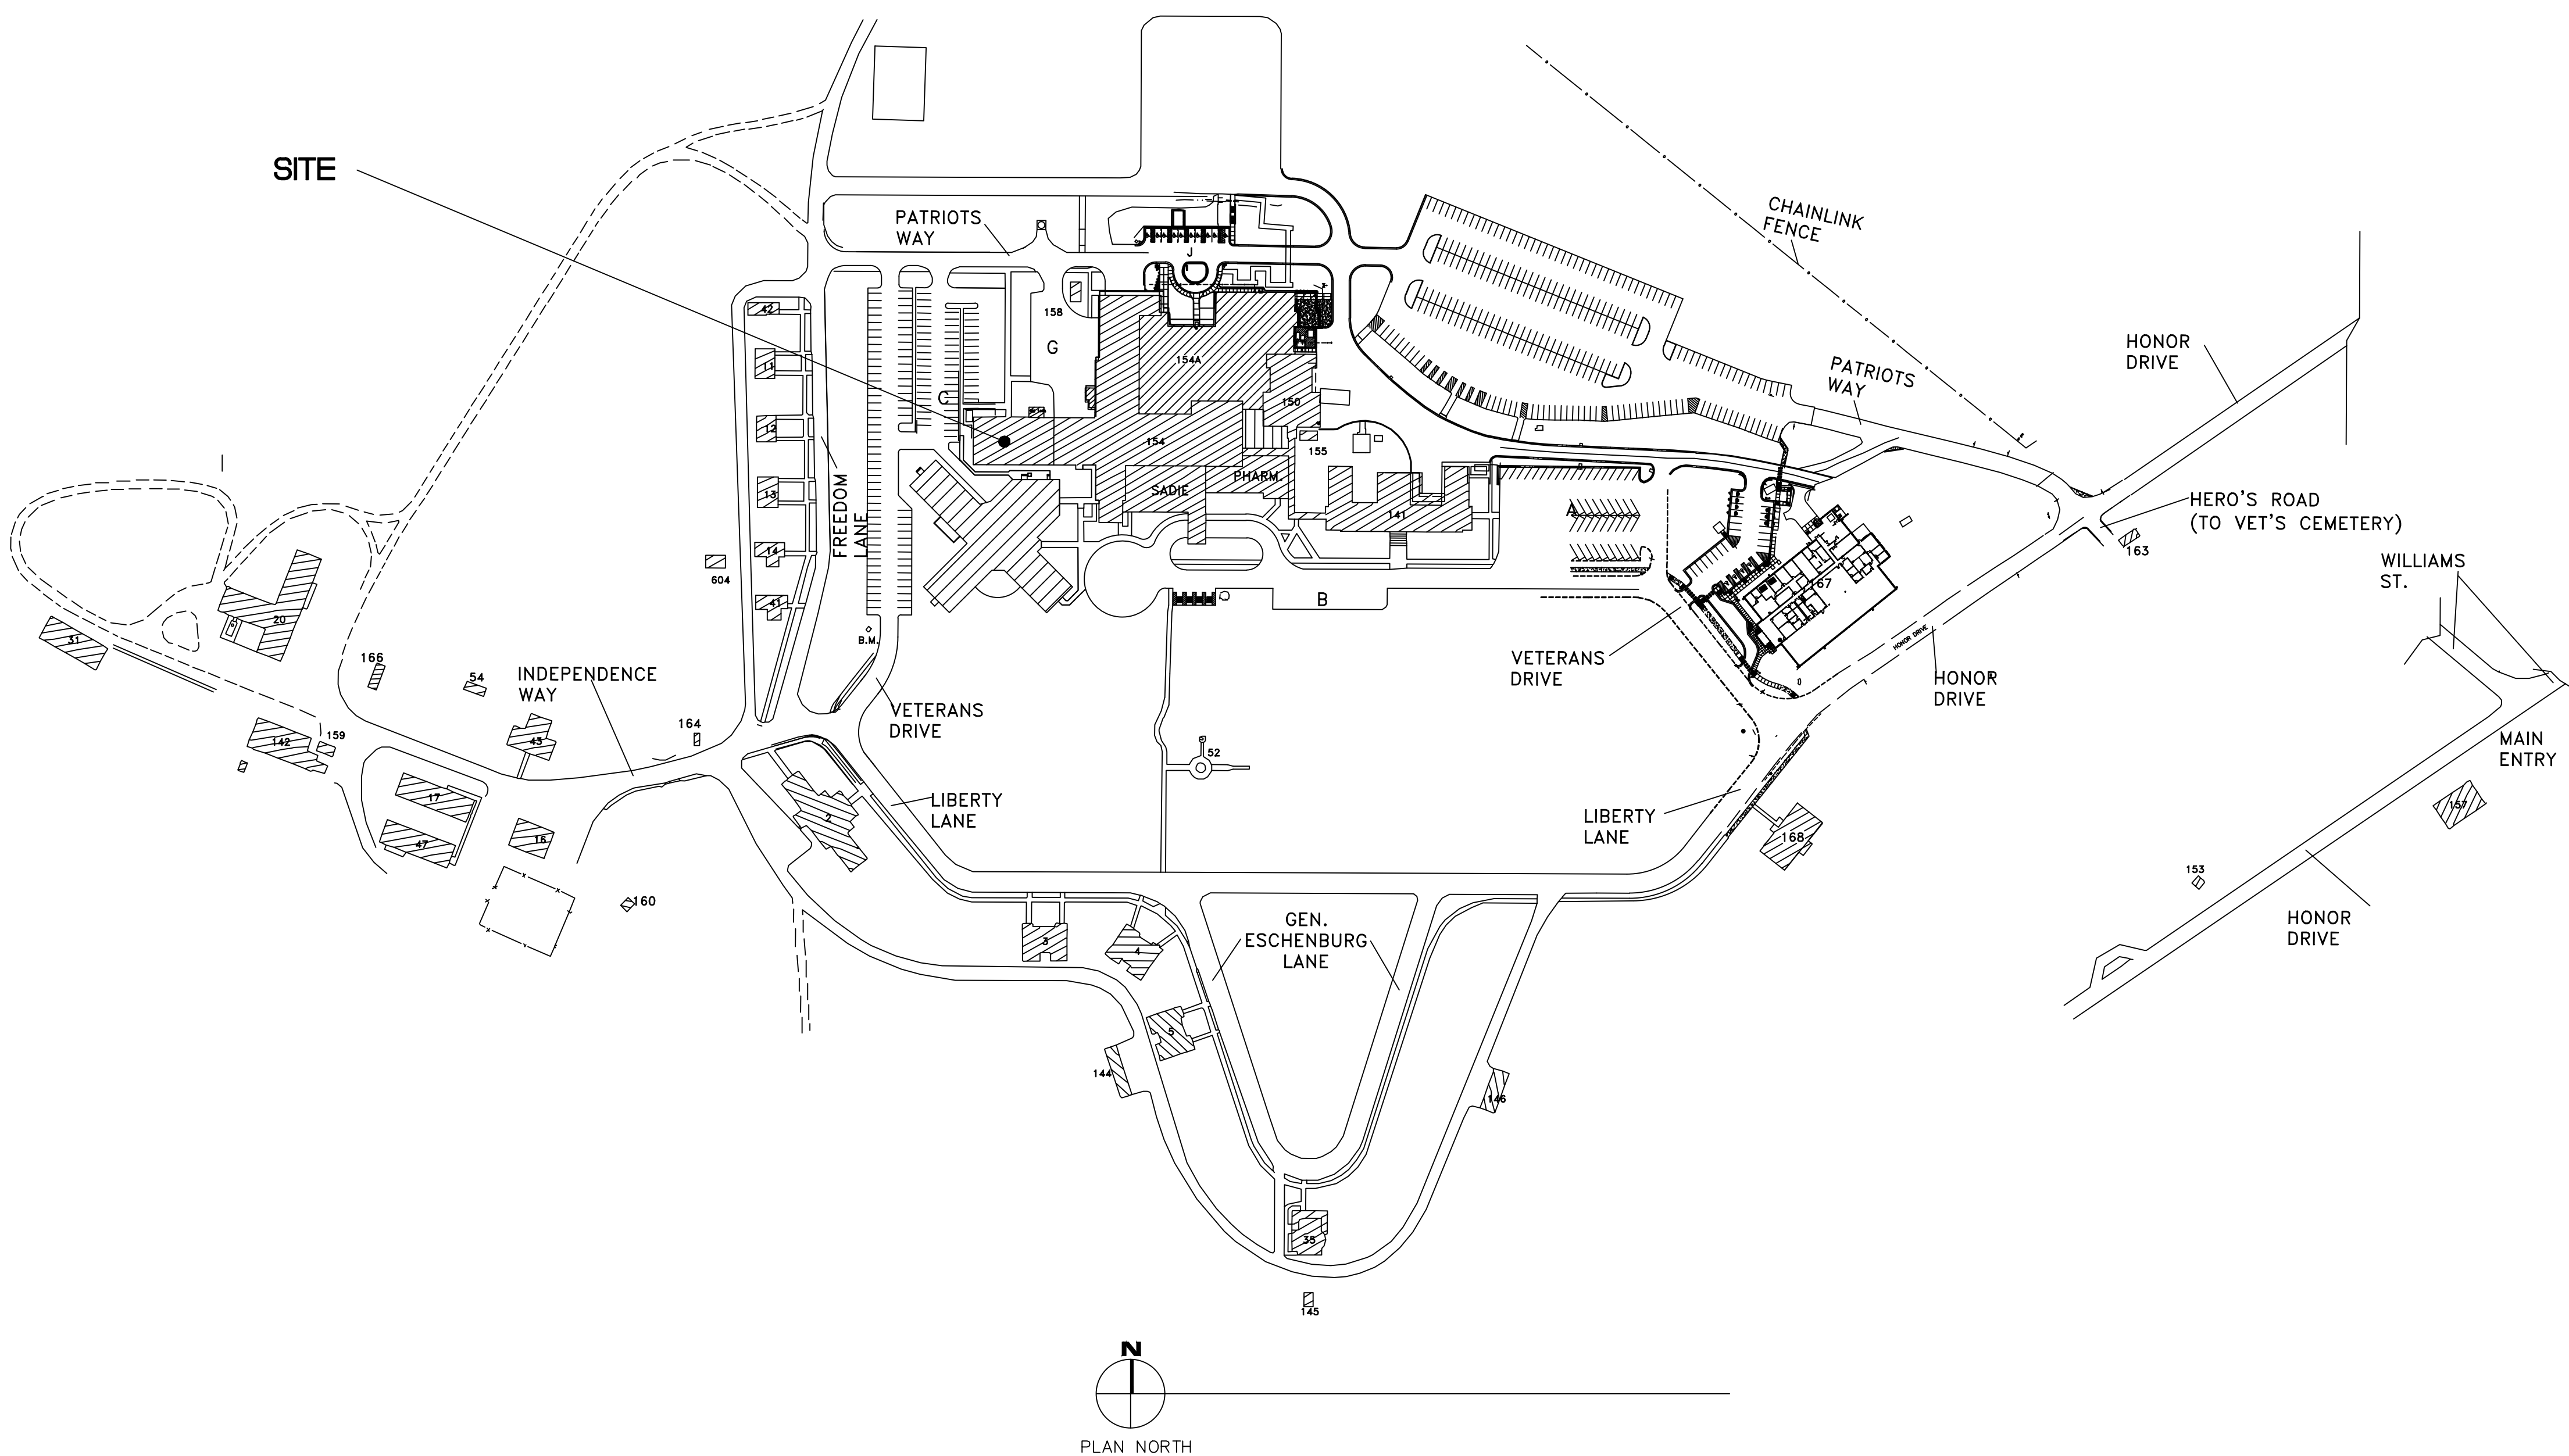 SITE
PATRIOTS
WAY
CHAINLINK
FENCE
J
42
158
G
154A
11
PATRIOTS
WAY
HONOR
DRIVE
C
150
12
154
155
FREEDOM
LANE
13
SADIE
PHARM.
141
A
HERO'S ROAD
(TO VET'S CEMETERY)
163
14
604
WILLIAMS
ST.
167
41
B
20
31
B.M.
HONOR DRIVE
166
54
INDEPENDENCE
WAY
VETERANS
DRIVE
HONOR
DRIVE
VETERANS
DRIVE
164
142
159
43
52
MAIN
ENTRY
17
LIBERTY
LANE
2
LIBERTY
LANE
157
47
16
168
153
160
GEN.
ESCHENBURG
LANE
HONOR
DRIVE
3
4
5
144
146
35
145
N
PLAN NORTH